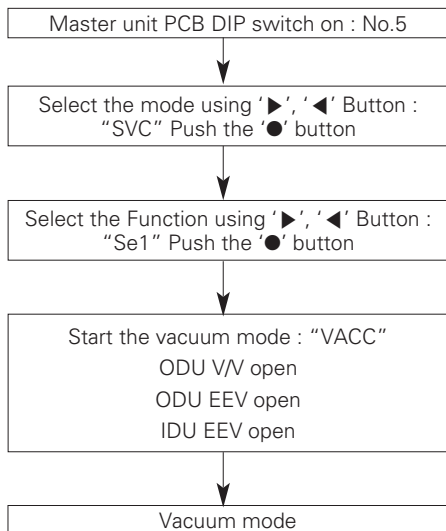 Master unit PCB DIP switch on : No.5
Select the mode using ‘▶’, ‘◀’ Button :
“SVC” Push the ‘●’ button
Select the Function using ‘▶’, ‘◀’ Button :
“Se1” Push the ‘●’ button
Start the vacuum mode : “VACC”
ODU V/V open
ODU EEV open
IDU EEV open
Vacuum mode